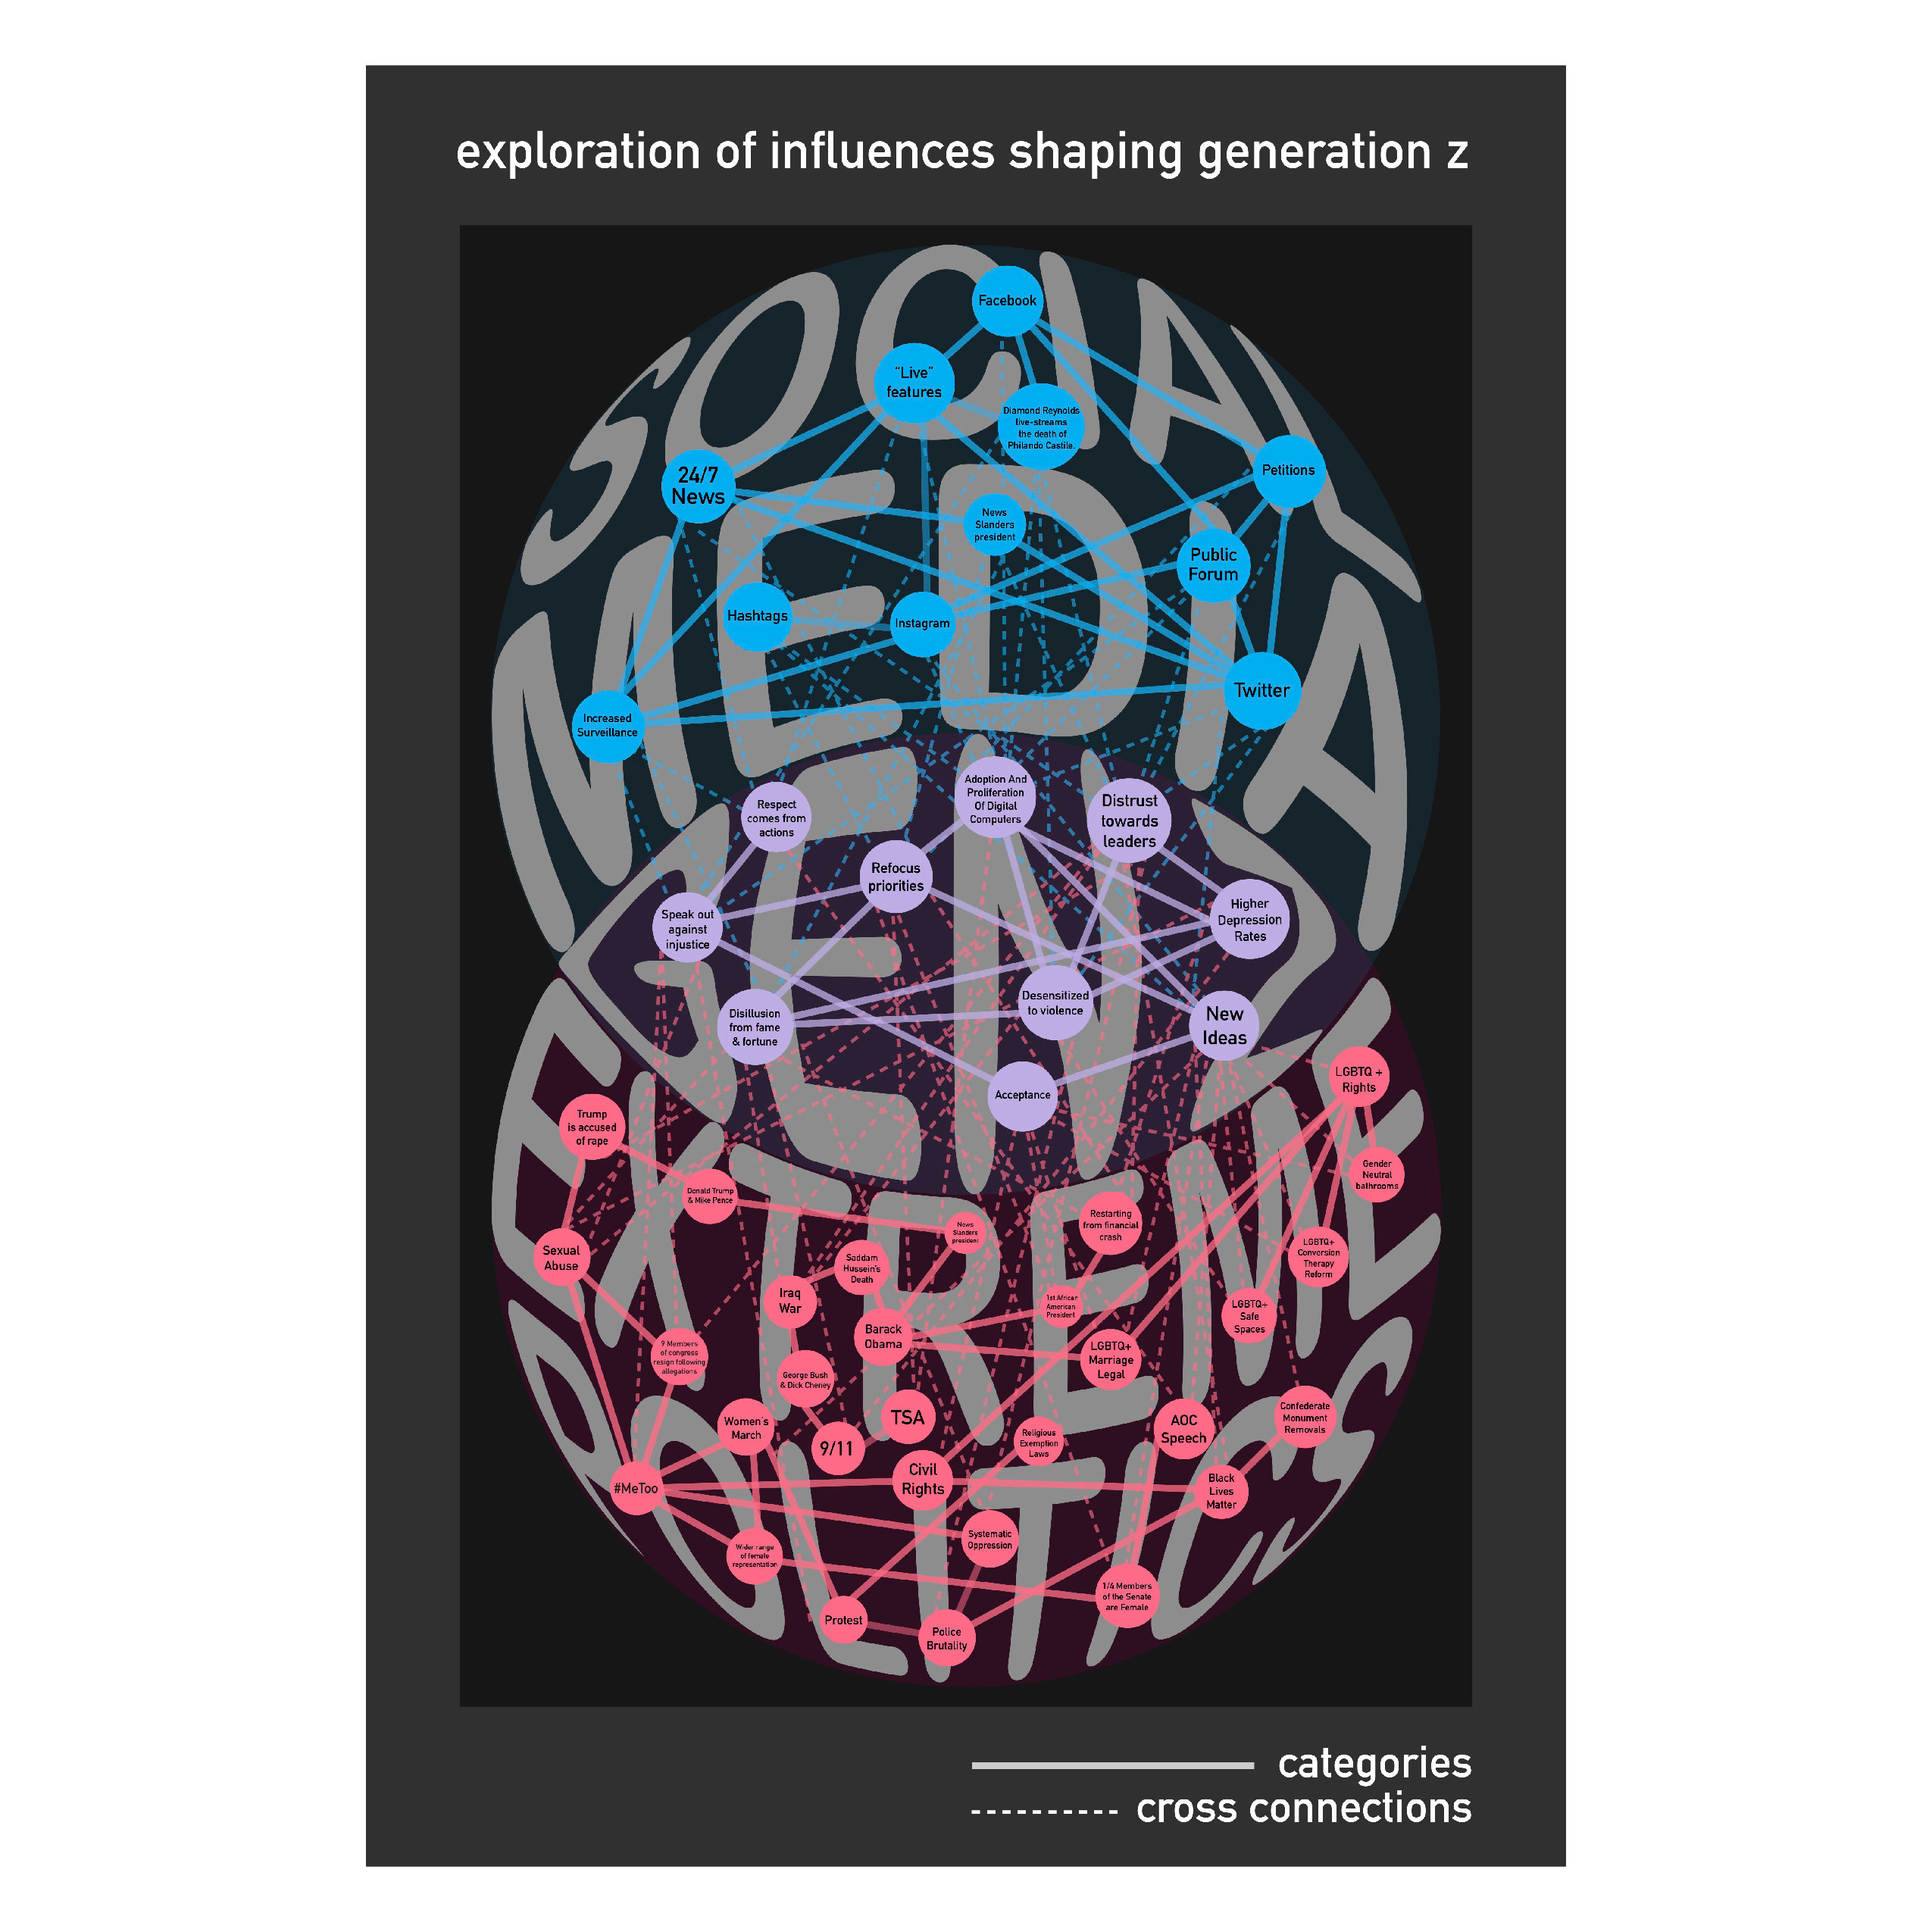 exploration of influences shaping generation z
SOCIAL
MEDIA
GEN Z
EXTREME
POLITICS
Facebook
"Live"
features
Diamond Reynolds
live-streams
the death of
Philando Castile.
24/7
News
Petitions
News
Slanders
president
Public
Forum
Hashtags
Instagram
Twitter
Increased
Surveillance
Adoption And
Proliferation
Of Digital
Computers
Respect
comes from
actions
Distrust
towards
leaders
Refocus
priorities
Speak out
against
injustice
Higher
Depression
Rates
Desensitized
to violence
Disillusion
from fame
& fortune
New
Ideas
Acceptance
LGBTQ +
Rights
Trump
is accused
of rape
Gender
Neutral
bathrooms
Donald Trump
& Mike Pence
News
Slanders
president
Restarting
from financial
crash
Sexual
Abuse
Saddam
Hussein's
Death
LGBTQ+
Conversion
Therapy
Reform
Iraq
War
1st African
American
President
LGBTQ+
Safe
Spaces
Barack
Obama
9 Members
of congress
resign following
allegations
LGBTQ+
Marriage
Legal
George Bush
& Dick Cheney
Women's
March
TSA
9/11
Religious
Exemption
Laws
AOC
Speech
Confederate
Monument
Removals
#MeToo
Civil
Rights
Black
Lives
Matter
Systematic
Oppression
Wider range
of female
representation
1/4 Members
of the Senate
are Female
Protest
Police
Brutality
categories
cross connections